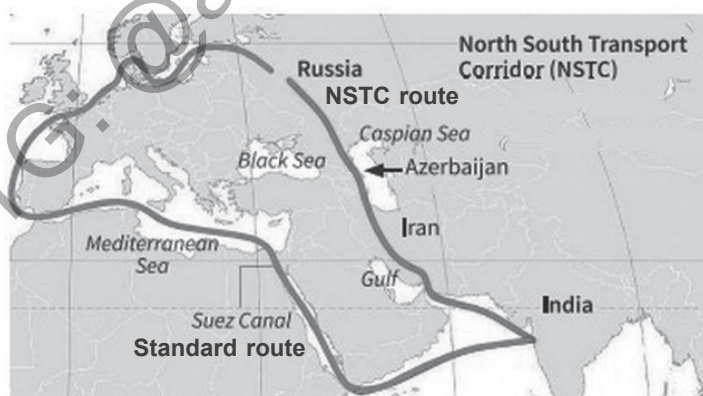 North South Transport
Corridor (NSTC)
Russia
NSTC route
Caspian Sea
Black Sea
Azerbaijan
Iran
Mediterranean
Sea
Gulf
India
Suez Canal
Standard route
G: @